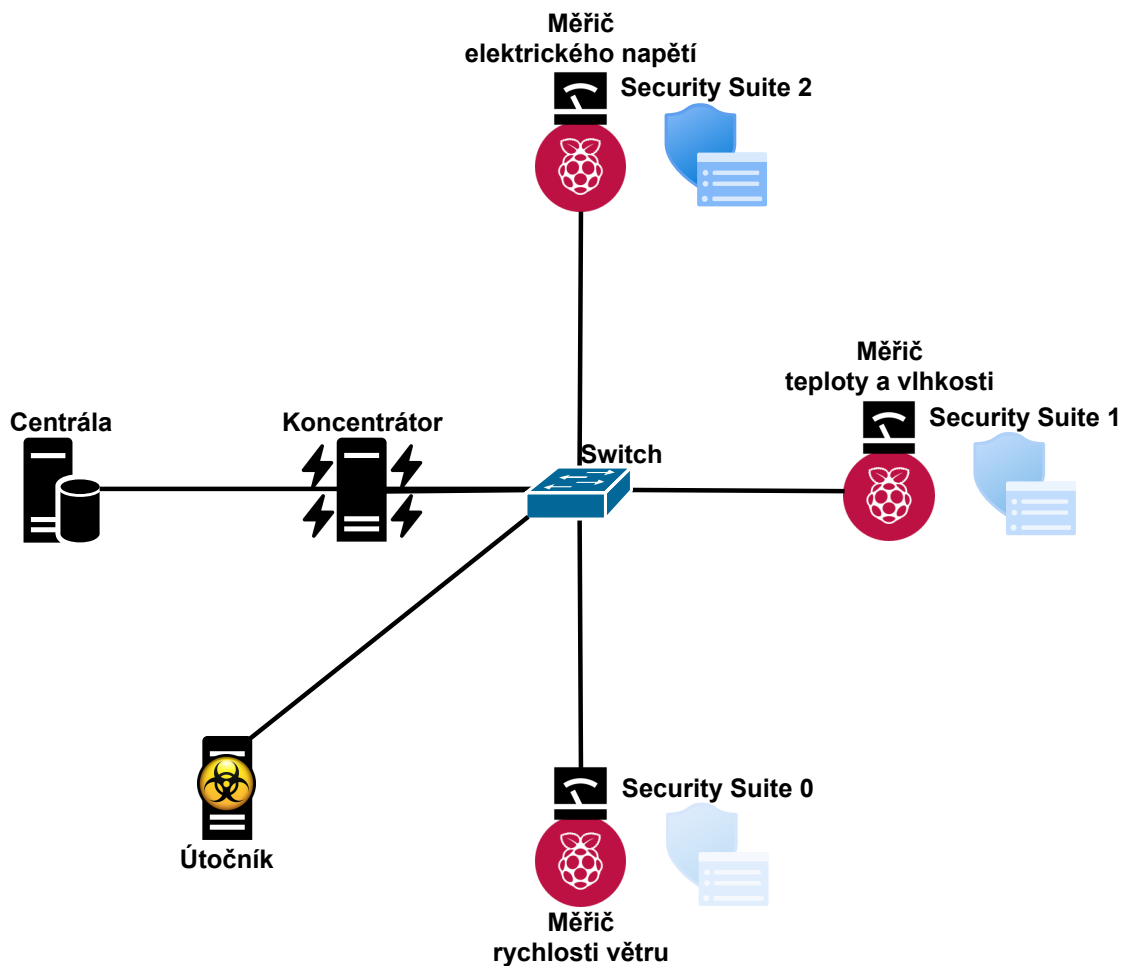 Měřič
elektrického napětí
Security Suite 2
Měřič
teploty a vlhkosti
Security Suite 1
Centrála
Koncentrátor
Switch
Security Suite 0
Útočník
Měřič
rychlosti větru